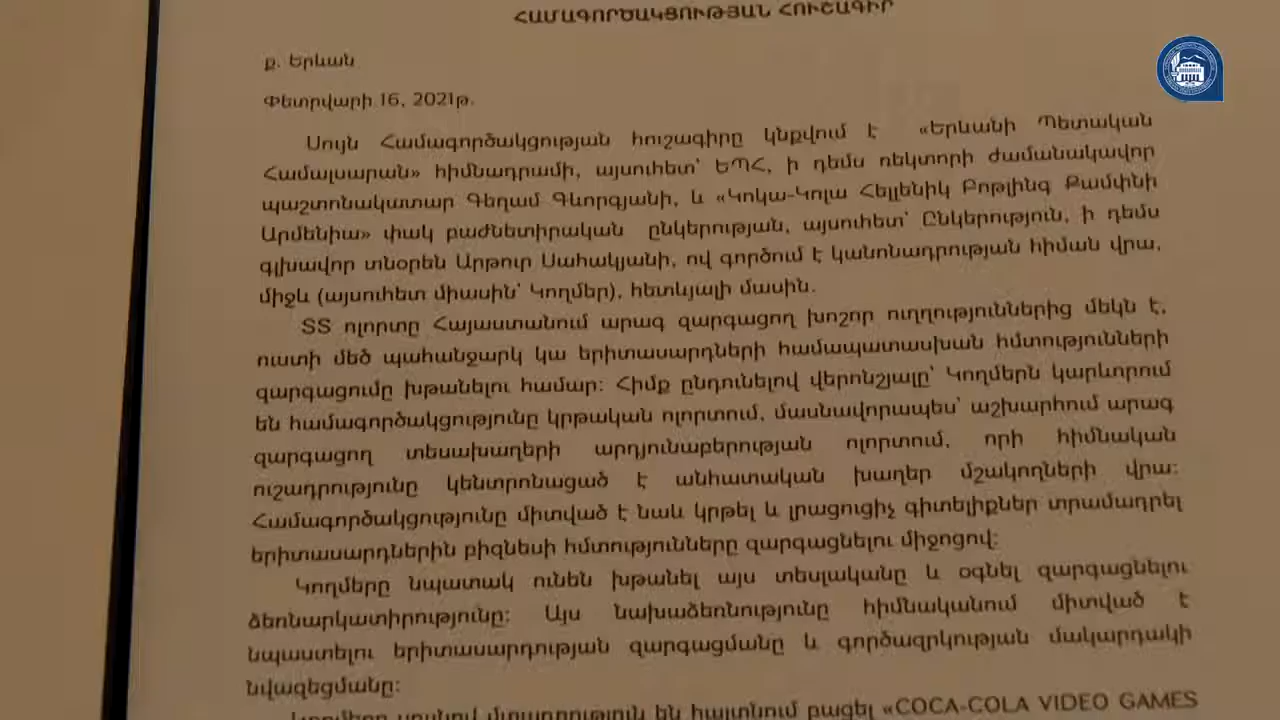 ՀԱՄԱԳՈՐԾԱԿՑՈՒԹՅԱՆ ՀՈՒՇԱԳԻՐ
ք. Երևան
Փետրվարի 16, 2021թ.
Սույն Համագործակցության հուշագիրը կնքվում է «Երևանի Պետական
Համալսարան» հիմնադրամի, այսուհետ՝ ԵՊՀ, ի դեմս ռեկտորի ժամանակավոր
պաշտոնակատար Գեղամ Գևորգյանի, և «Կոկա-Կոլա Հելլենիկ Բոթլինգ Քամփնի
Արմենիա» փակ բաժնետիրական ընկերության, այսուհետ՝ Ընկերություն, ի դեմս
գլխավոր տնօրեն Արթուր Սահակյանի, ով գործում է կանոնադրության հիման վրա,
միջև (այսուհետ միասին՝ Կողմեր), հետևյալի մասին.
ՏՏ ոլորտը Հայաստանում արագ զարգացող խոշոր ուղղություններից մեկն է,
ուստի մեծ պահանջարկ կա երիտասարդների համապատասխան հմտությունների
զարգացումը խթանելու համար: Հիմք ընդունելով վերոնշյալը՝ Կողմերն կարևորում
են համագործակցությունը կրթական ոլորտում, մասնավորապես՝ աշխարհում արագ
զարգացող տեսախաղերի արդյունաբերության ոլորտում, որի հիմնական
ուշադրությունը կենտրոնացած է անհատական խաղեր մշակողների վրա:
Համագործակցությունը միտված է նաև կրթել և լրացուցիչ գիտելիքներ տրամադրել
երիտասարդներին բիզնեսի հմտությունները զարգացնելու միջոցով:
Կողմերը նպատակ ունեն խթանել այս տեսլականը և օգնել զարգացնելու
ձեռնարկատիրությունը: Այս նախաձեռնությունը հիմնականում միտված է
նպաստելու երիտասարդության զարգացմանը և գործազրկության մակարդակի
նվազեցմանը:
Կողմերը սույնով մտադրություն են հայտնում բացել «COCA-COLA VIDEO GAMES